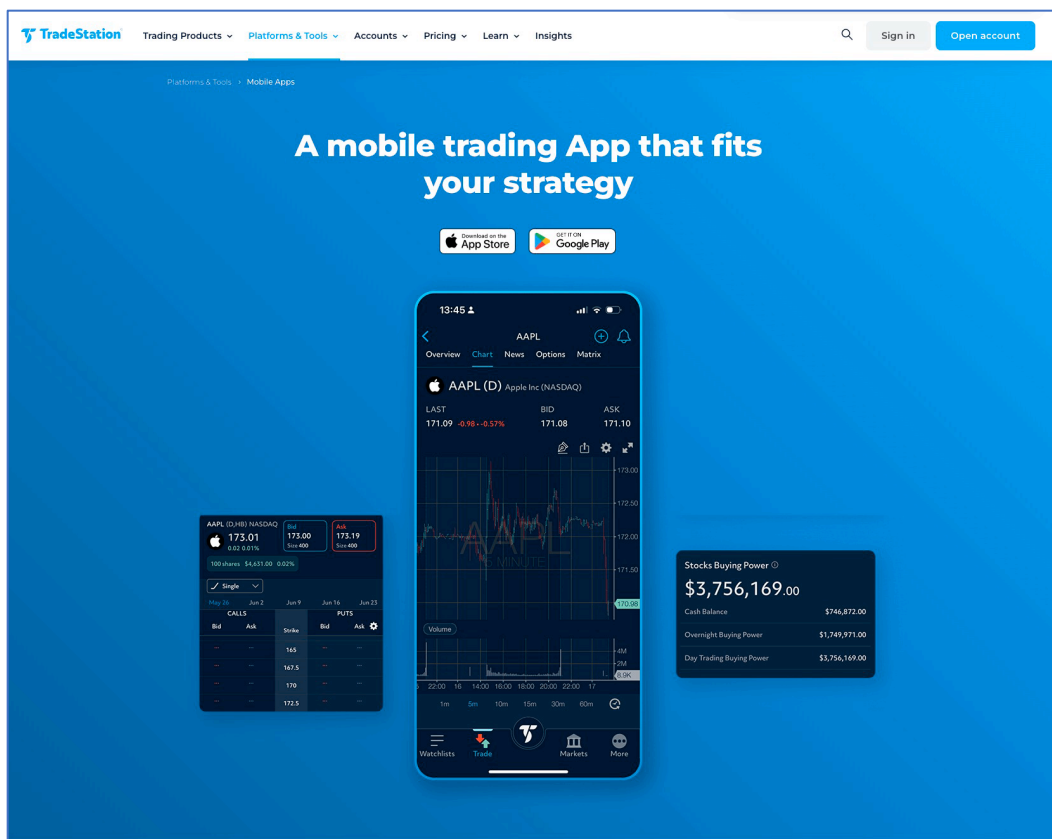 TradeStation
Trading Products
Platforms & Tools
Accounts
Pricing
Learn
Insights
Sign in
Open account
Platforms & Tools › Mobile Apps
A mobile trading App that fits
your strategy
Download on the
App Store
GET IT ON
Google Play
13:45
AAPL
Overview Chart News Options Matrix
AAPL (D) Apple Inc (NASDAQ)
LAST BID ASK
171.09 -0.98 • -0.57% 171.08 171.10
173.00
172.50
172.00
171.50
170.98
AAPL
5 MINUTE
Volume
4M
2M
8.9K
22:00 16 14:00 16:00 18:00 20:00 22:00 17
1m 5m 10m 15m 30m 60m
Watchlists Trade Markets More
AAPL (D,HB) NASDAQ
173.01
0.02 0.01%
Bid
173.00
Size 400
Ask
173.19
Size 400
100 shares $4,631.00 0.02%
Single
May 26 Jun 2 Jun 9 Jun 16 Jun 23
CALLS PUTS
Bid Ask Strike Bid Ask
165
167.5
170
172.5
Stocks Buying Power
$3,756,169.00
Cash Balance $746,872.00
Overnight Buying Power $1,749,971.00
Day Trading Buying Power $3,756,169.00